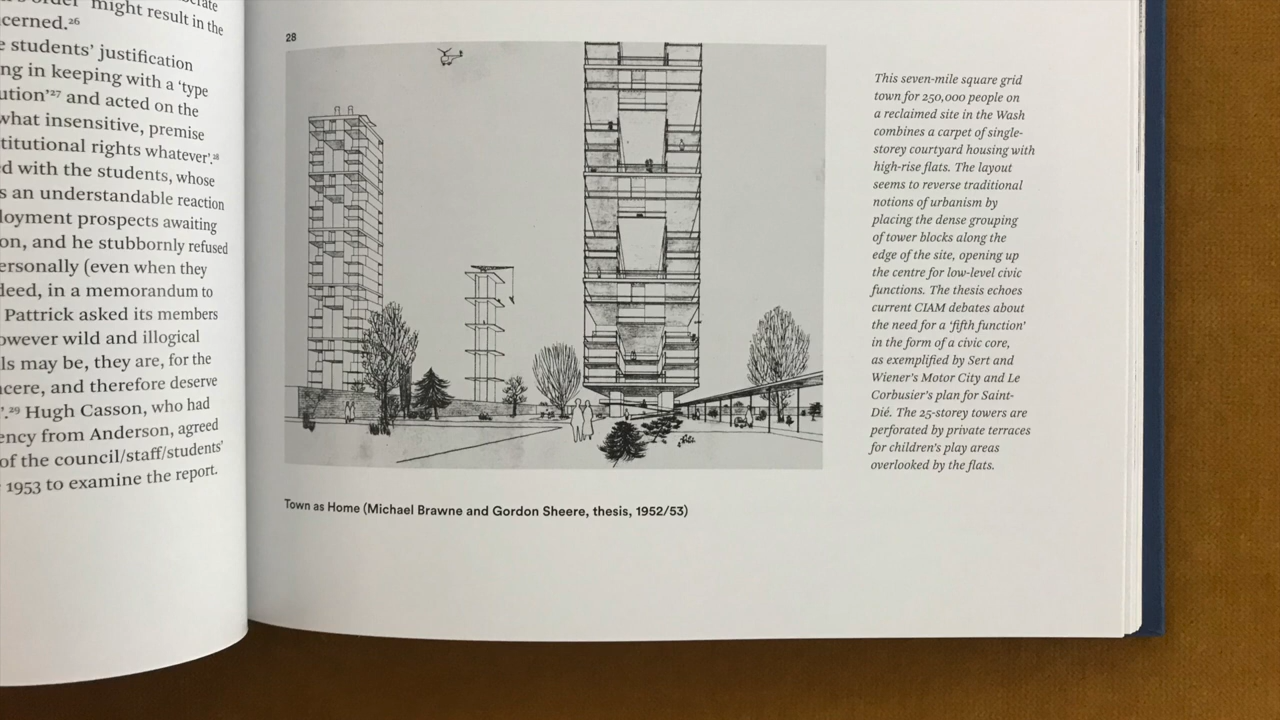 might result in the
cerned.²⁶
students' justification
ng in keeping with a 'type
ution'²⁷ and acted on the
what insensitive, premise
titutional rights whatever'.²⁸
d with the students, whose
s an understandable reaction
loyment prospects awaiting
on, and he stubbornly refused
ersonally (even when they
deed, in a memorandum to
Pattrick asked its members
owever wild and illogical
ls may be, they are, for the
ncere, and therefore deserve
'.²⁹ Hugh Casson, who had
ency from Anderson, agreed
of the council/staff/students'
1953 to examine the report.
28
This seven-mile square grid
town for 250,000 people on
a reclaimed site in the Wash
combines a carpet of single-
storey courtyard housing with
high-rise flats. The layout
seems to reverse traditional
notions of urbanism by
placing the dense grouping
of tower blocks along the
edge of the site, opening up
the centre for low-level civic
functions. The thesis echoes
current CIAM debates about
the need for a 'fifth function'
in the form of a civic core,
as exemplified by Sert and
Wiener's Motor City and Le
Corbusier's plan for Saint-
Dié. The 25-storey towers are
perforated by private terraces
for children's play areas
overlooked by the flats.
Town as Home (Michael Brawne and Gordon Sheere, thesis, 1952/53)